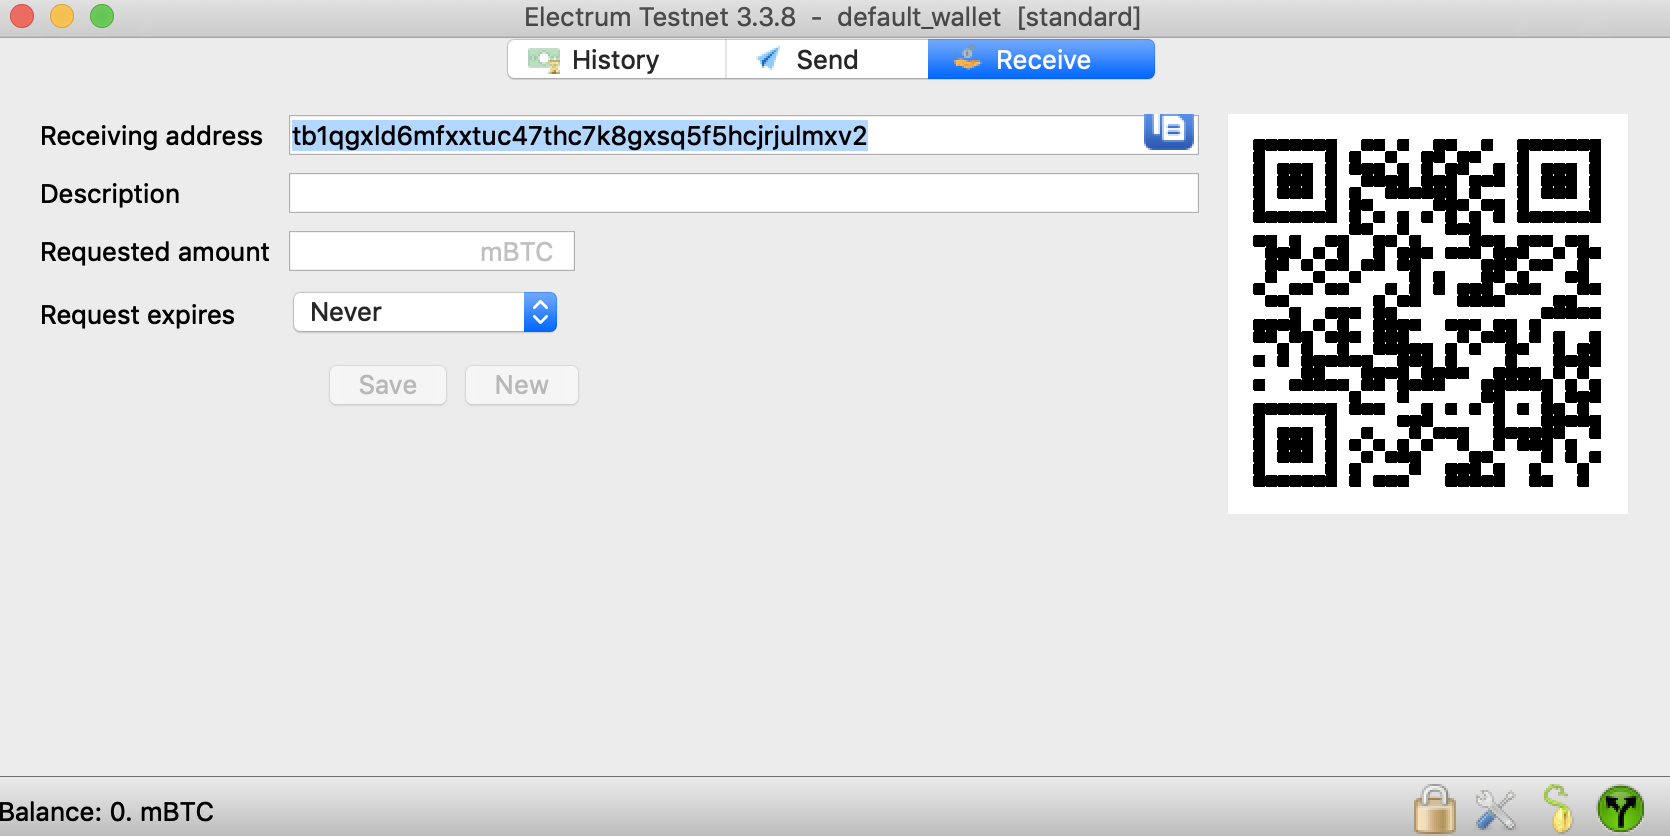 Electrum Testnet 3.3.8 - default_wallet [standard]
History Send Receive
Receiving address tb1qgxld6mfxxtuc47thc7k8gxsq5f5hcjrjulmxv2
Description
Requested amount mBTC
Request expires Never
Save New
Balance: 0. mBTC